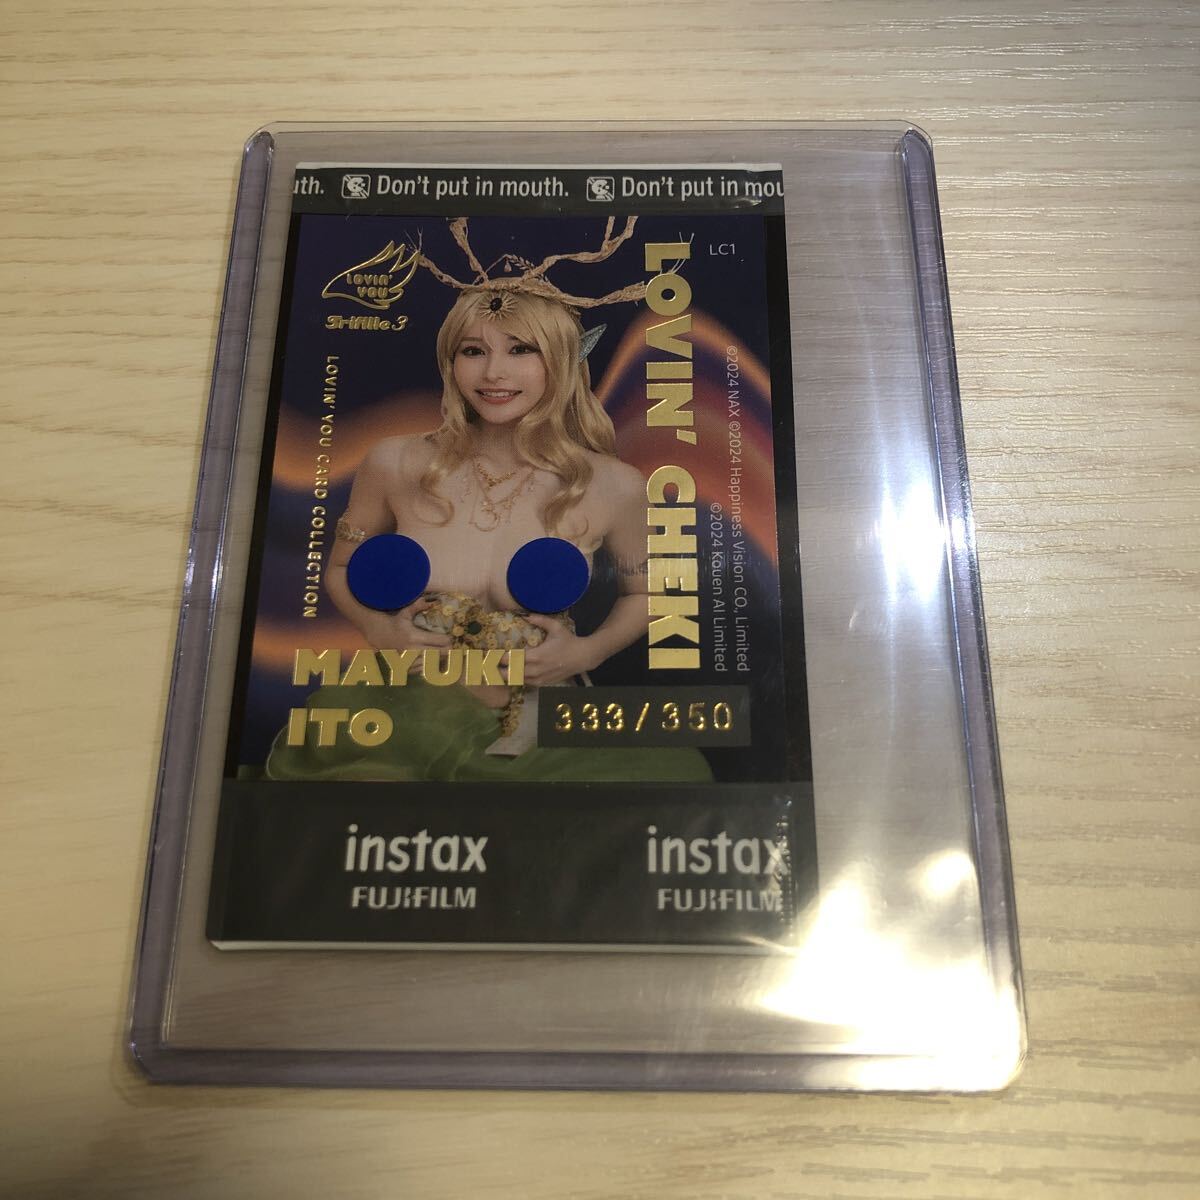 uth. Don't put in mouth. Don't put in mou
LOVIN'
YOU
Trifille 3
LC1
LOVIN' YOU CARD COLLECTION
LOVIN' CHEKI
©2024 NAX ©2024 Happiness Vision CO., Limited
©2024 Kouen AI Limited
MAYUKI
ITO
333/350
instax instax
FUJIFILM FUJIFILM